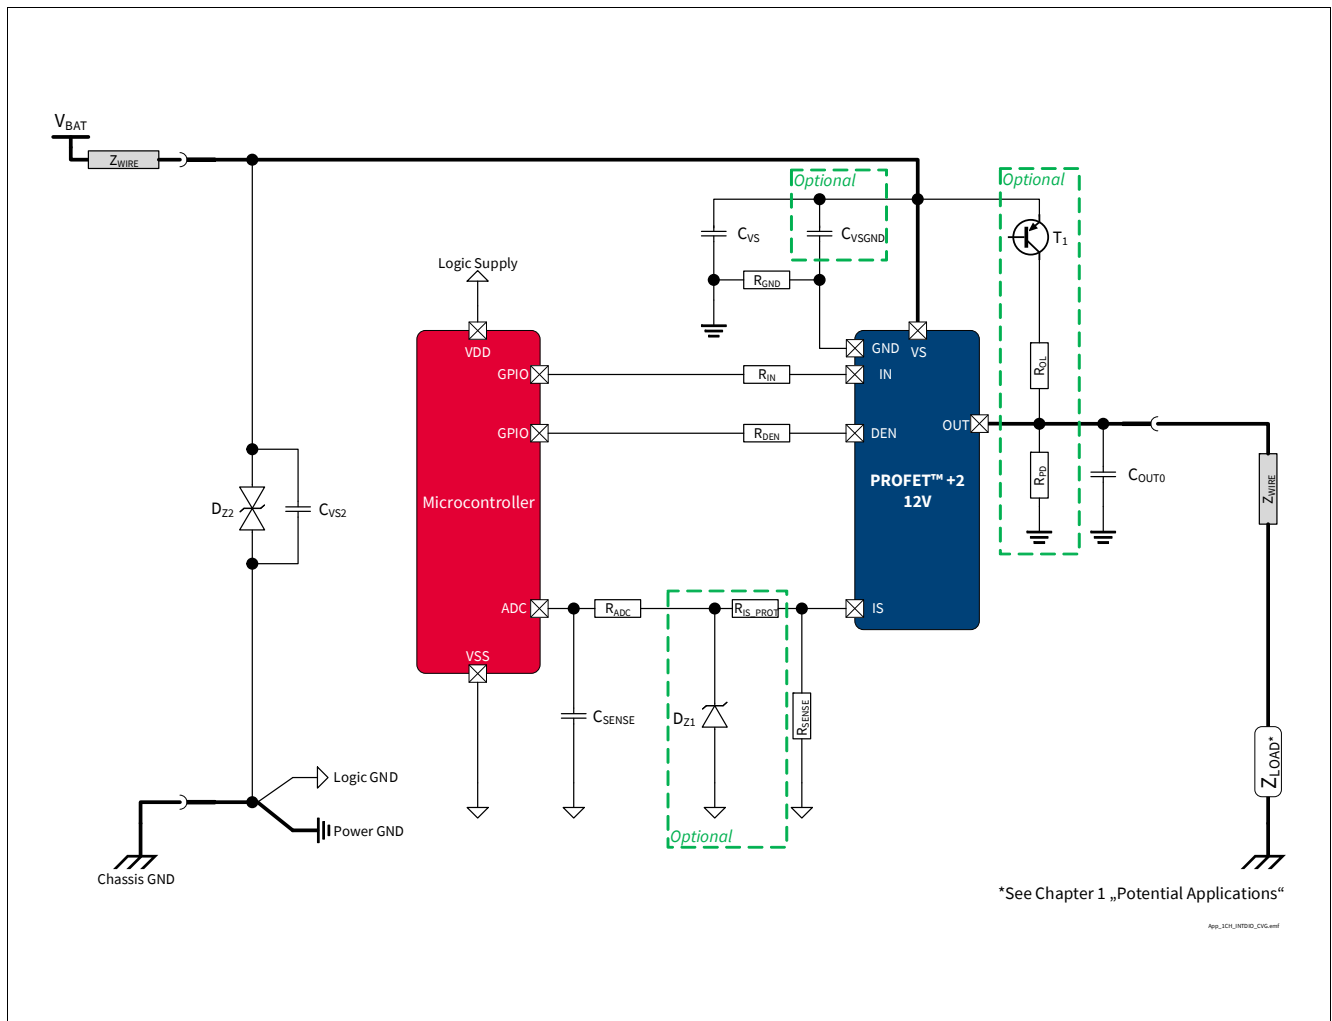 VBAT
ZWIRE
Optional
Optional
CVS
CVSGND
T1
Logic Supply
RGND
VDD
GND
VS
GPIO
RIN
IN
ROL
GPIO
RDEN
DEN
OUT
PROFET™ +2
12V
RPD
COUT0
ZWIRE
Microcontroller
DZ2
CVS2
ADC
RADC
RIS_PROT
IS
VSS
CSENSE
DZ1
RSENSE
ZLOAD*
Logic GND
Power GND
Optional
Chassis GND
*See Chapter 1 „Potential Applications“
App_1CH_INTDIO_CVG.emf